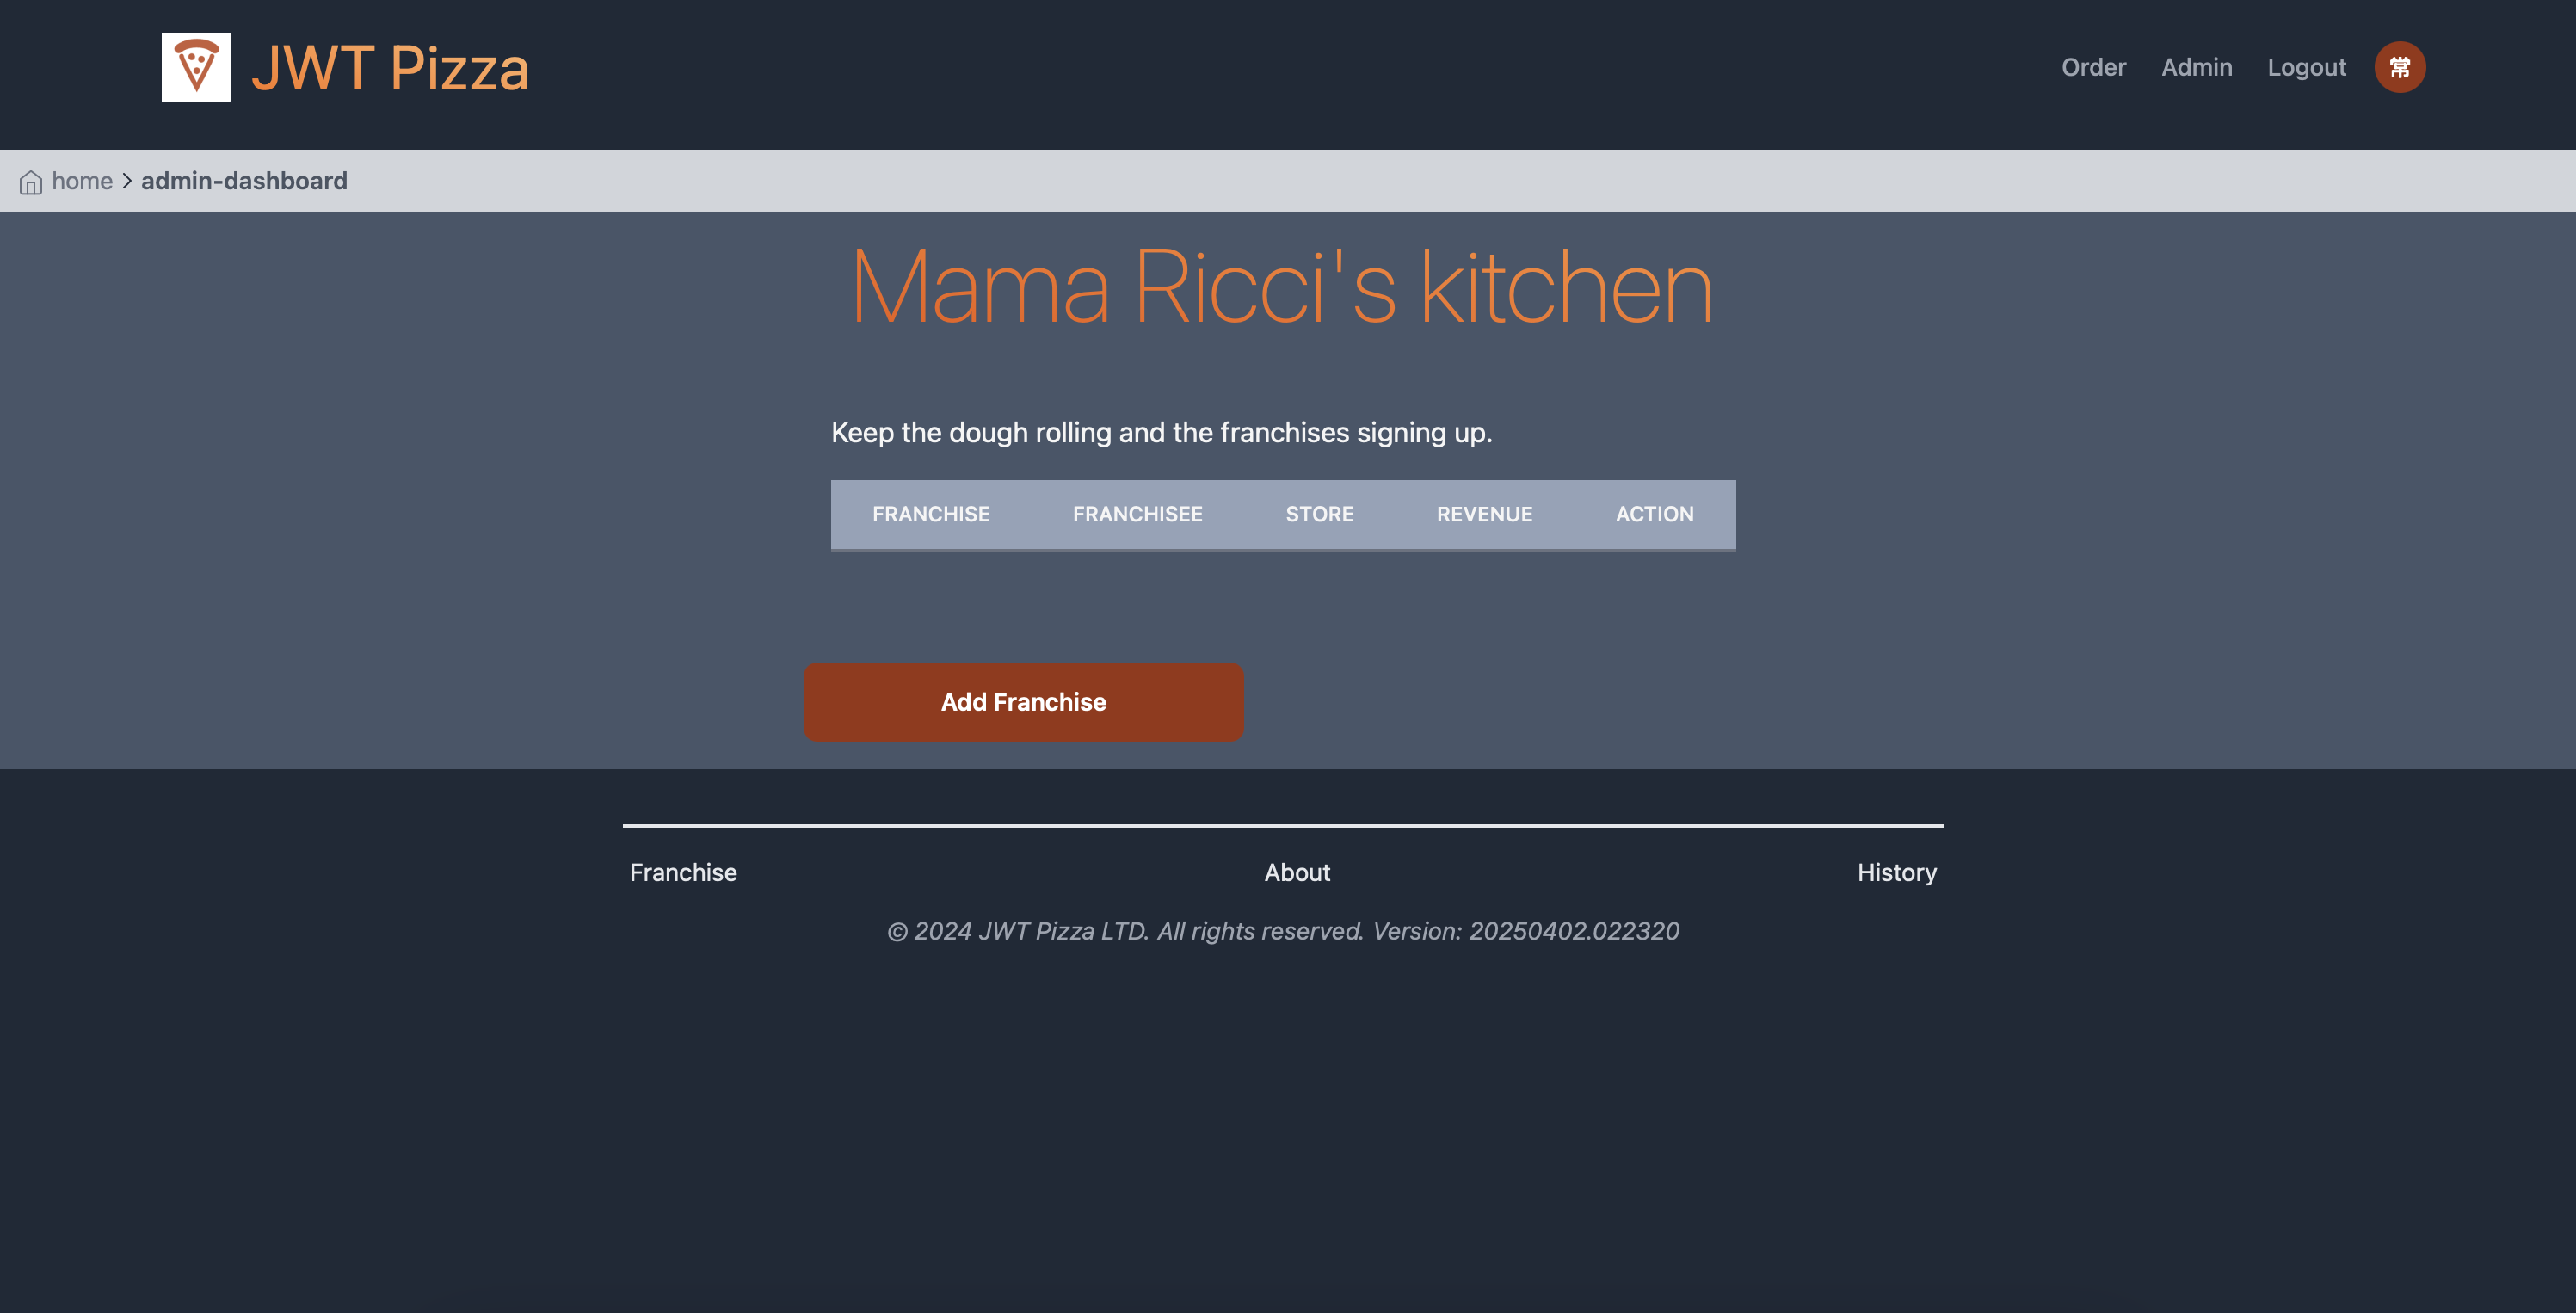 JWT Pizza
Order Admin Logout 常
home > admin-dashboard
Mama Ricci's kitchen
Keep the dough rolling and the franchises signing up.
FRANCHISE FRANCHISEE STORE REVENUE ACTION
Add Franchise
Franchise About History
© 2024 JWT Pizza LTD. All rights reserved. Version: 20250402.022320